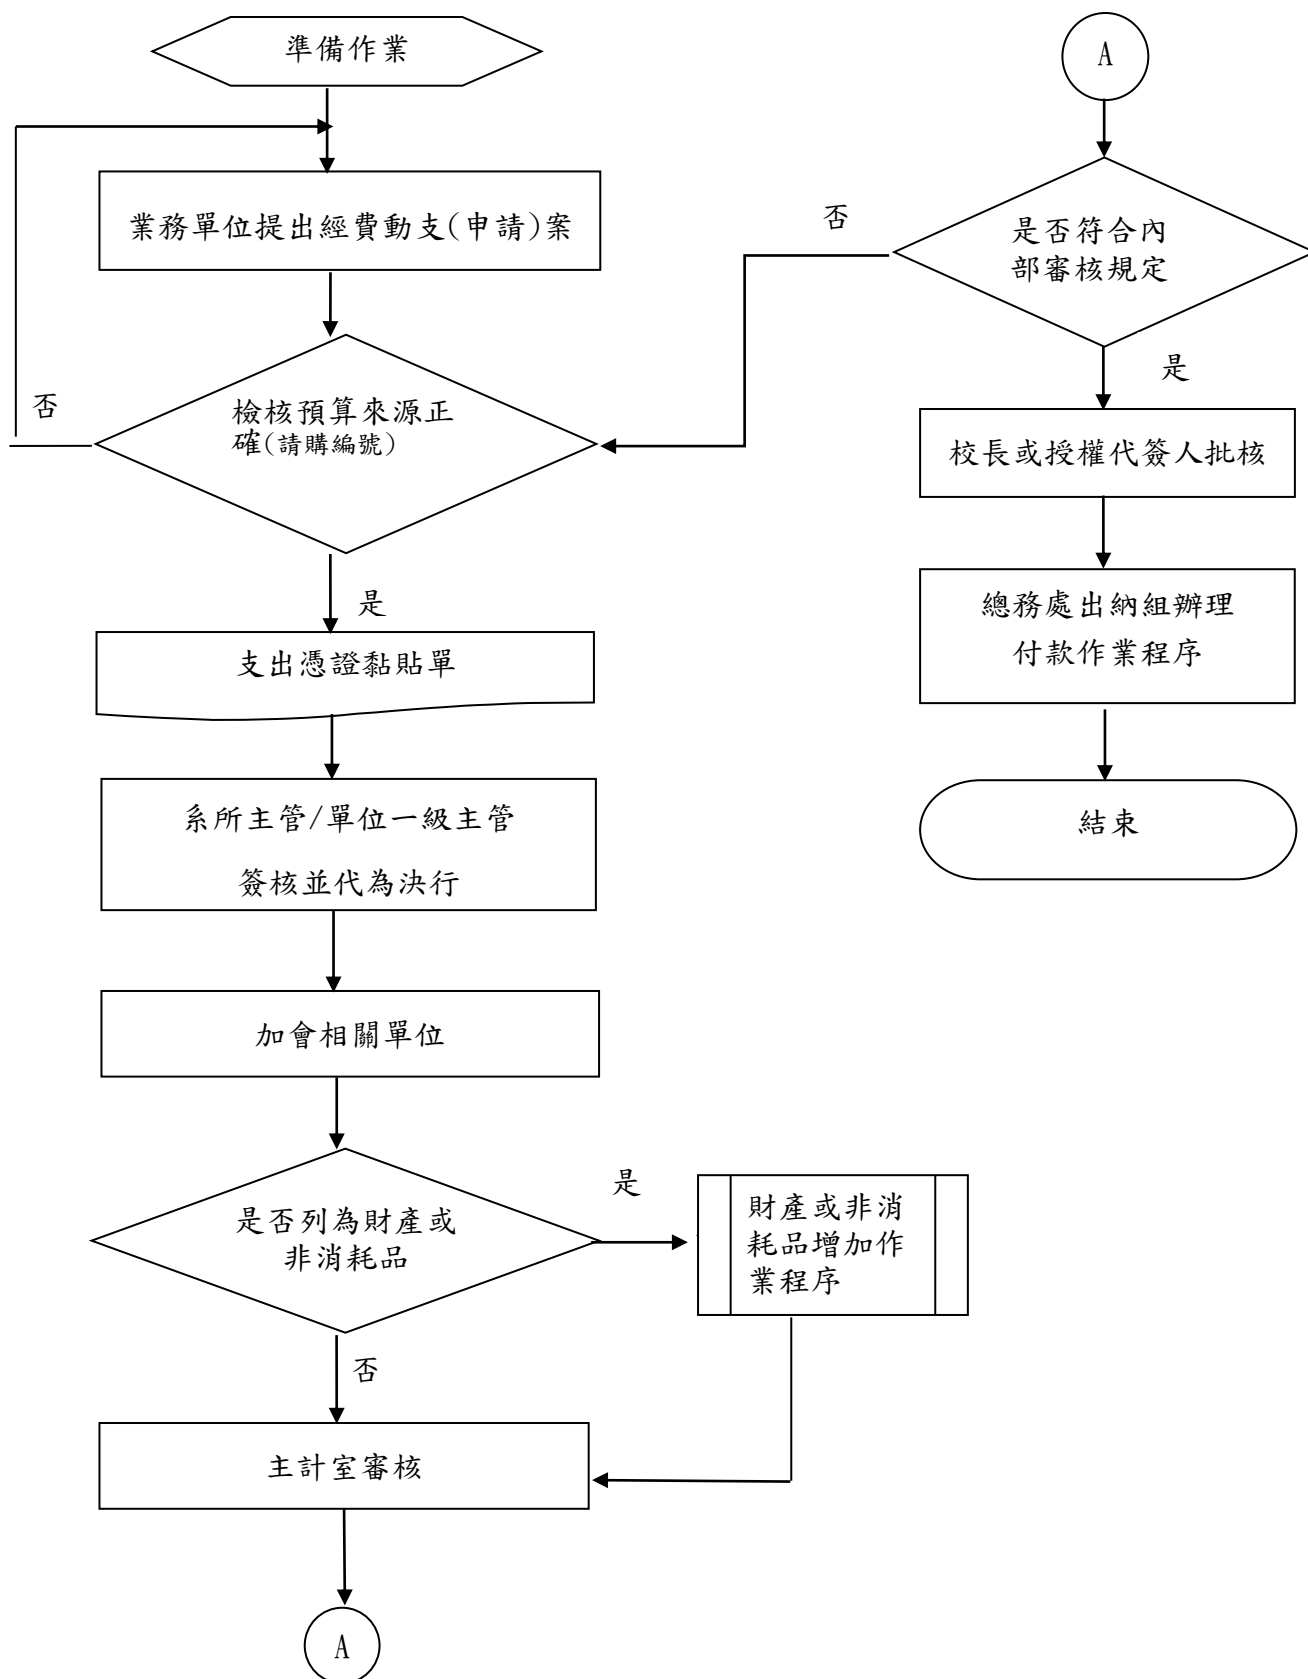 準備作業
業務單位提出經費動支(申請)案
否
檢核預算來源正
確(請購編號)
是
支出憑證黏貼單
系所主管/單位一級主管
簽核並代為決行
加會相關單位
是否列為財產或
非消耗品
是
財產或非消
耗品增加作
業程序
否
主計室審核
A
A
否
是否符合內
部審核規定
是
校長或授權代簽人批核
總務處出納組辦理
付款作業程序
結束